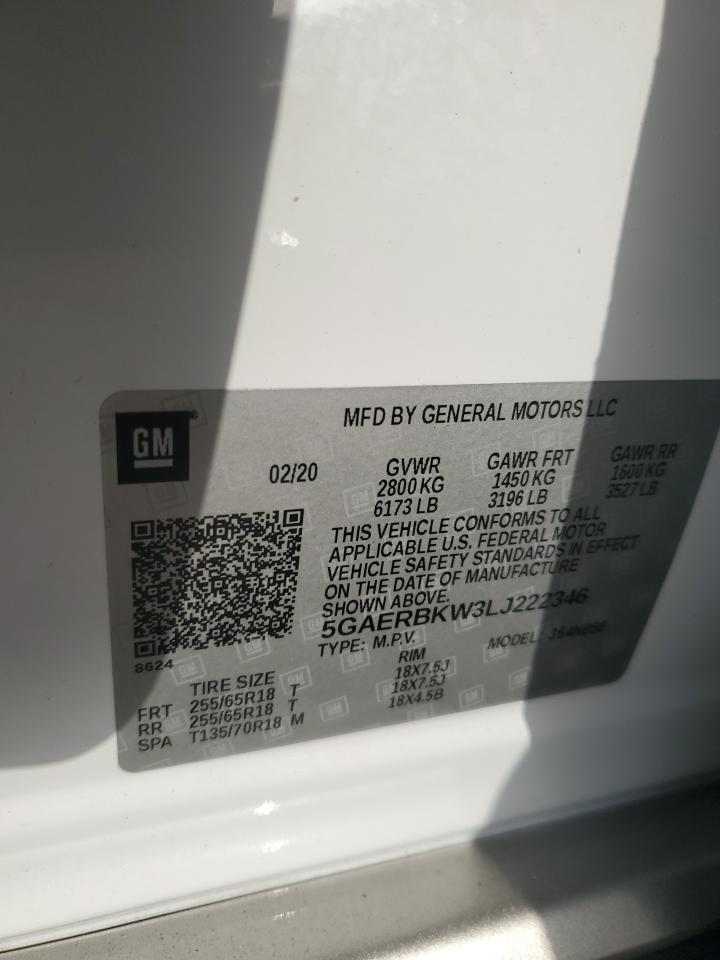 GM
MFD BY GENERAL MOTORS LLC
02/20
GVWR
2800 KG
6173 LB
GAWR FRT
1450 KG
3196 LB
GAWR RR
1600 KG
3527 LB
THIS VEHICLE CONFORMS TO ALL
APPLICABLE U.S. FEDERAL MOTOR
VEHICLE SAFETY STANDARDS IN EFFECT
ON THE DATE OF MANUFACTURE
SHOWN ABOVE.
5GAERBKW3LJ222346
TYPE: M.P.V. MODEL:
8624
TIRE SIZE RIM
FRT 255/65R18 T 18X7.5J
RR 255/65R18 T 18X7.5J
SPA T135/70R18 M 18X4.5B